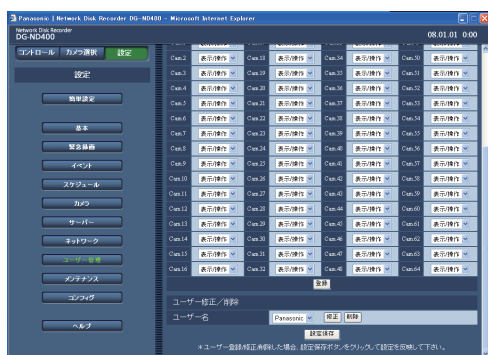 Panasonic | Network Disk Recorder DG-ND400 - Microsoft Internet Explorer
Network Disk Recorder
DG-ND400
08.01.01 0:00
コントロール カメラ選択 設定
設定
簡単設定
基本
緊急録画
イベント
スケジュール
カメラ
サーバー
ネットワーク
ユーザー管理
メンテナンス
コンフィグ
ヘルプ
Cam.2 表示/操作 Cam.18 表示/操作 Cam.34 表示/操作 Cam.50 表示/操作
Cam.3 表示/操作 Cam.19 表示/操作 Cam.35 表示/操作 Cam.51 表示/操作
Cam.4 表示/操作 Cam.20 表示/操作 Cam.36 表示/操作 Cam.52 表示/操作
Cam.5 表示/操作 Cam.21 表示/操作 Cam.37 表示/操作 Cam.53 表示/操作
Cam.6 表示/操作 Cam.22 表示/操作 Cam.38 表示/操作 Cam.54 表示/操作
Cam.7 表示/操作 Cam.23 表示/操作 Cam.39 表示/操作 Cam.55 表示/操作
Cam.8 表示/操作 Cam.24 表示/操作 Cam.40 表示/操作 Cam.56 表示/操作
Cam.9 表示/操作 Cam.25 表示/操作 Cam.41 表示/操作 Cam.57 表示/操作
Cam.10 表示/操作 Cam.26 表示/操作 Cam.42 表示/操作 Cam.58 表示/操作
Cam.11 表示/操作 Cam.27 表示/操作 Cam.43 表示/操作 Cam.59 表示/操作
Cam.12 表示/操作 Cam.28 表示/操作 Cam.44 表示/操作 Cam.60 表示/操作
Cam.13 表示/操作 Cam.29 表示/操作 Cam.45 表示/操作 Cam.61 表示/操作
Cam.14 表示/操作 Cam.30 表示/操作 Cam.46 表示/操作 Cam.62 表示/操作
Cam.15 表示/操作 Cam.31 表示/操作 Cam.47 表示/操作 Cam.63 表示/操作
Cam.16 表示/操作 Cam.32 表示/操作 Cam.48 表示/操作 Cam.64 表示/操作
登録
ユーザー修正／削除
ユーザー名 Panasonic 修正 削除
設定保存
※ユーザー登録/修正/削除した場合、設定保存ボタンをクリックして設定を反映して下さい。